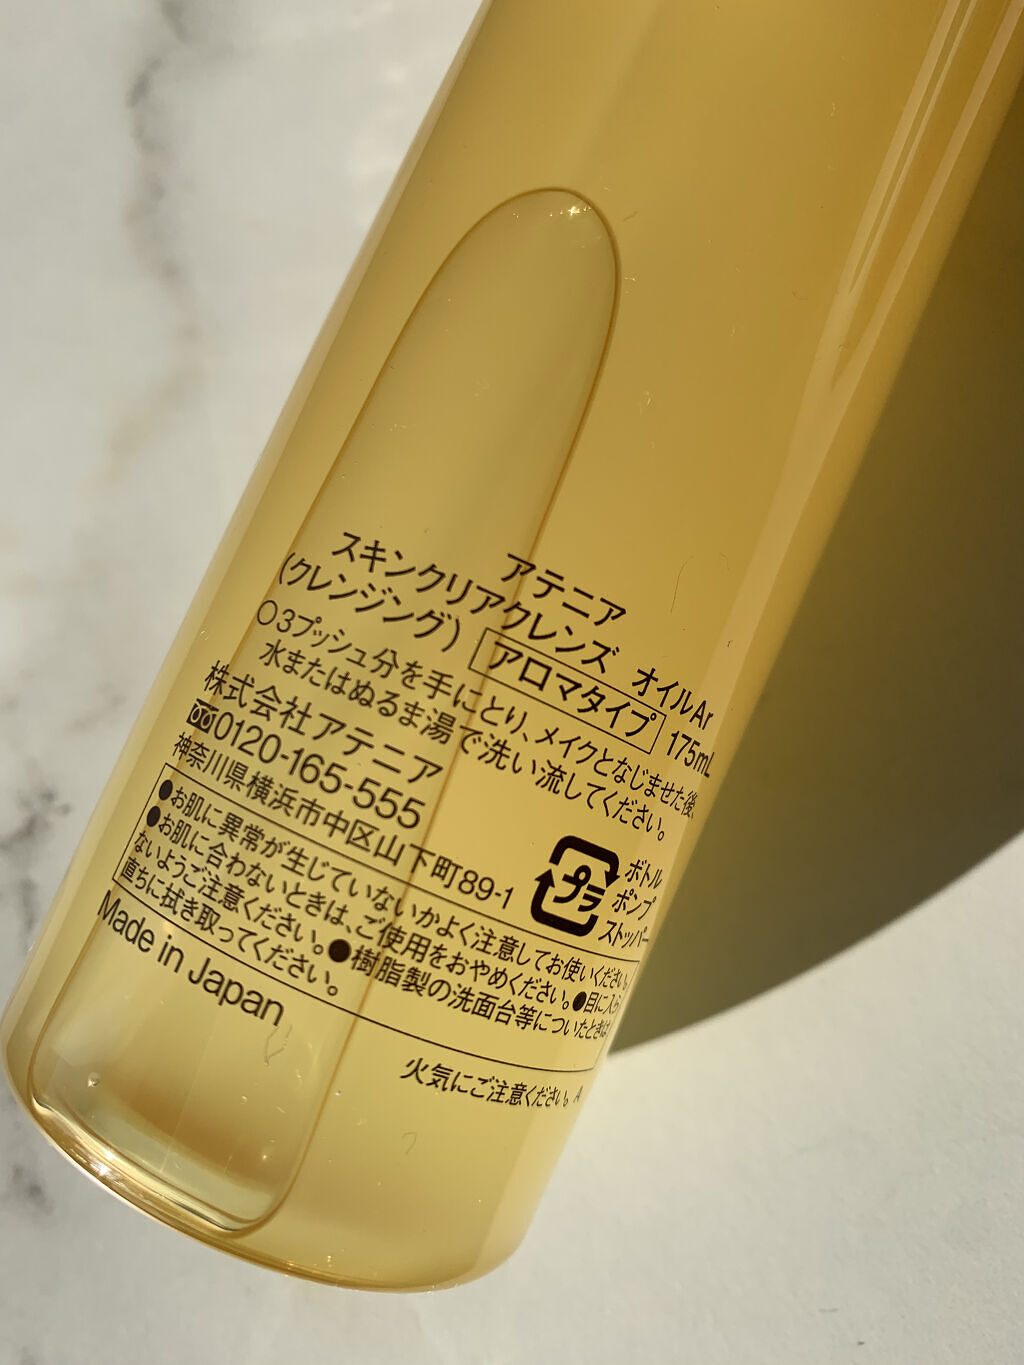 アテニア
スキンクリアクレンズ オイルAr
(クレンジング) アロマタイプ 175mL
○3プッシュ分を手にとり、メイクとなじませた後、
水またはぬるま湯で洗い流してください。
株式会社アテニア
0120-165-555
神奈川県横浜市中区山下町89-1
プラ
ボトル
ポンプ
ストッパー
●お肌に異常が生じていないかよく注意してお使いください。
●お肌に合わないときは、ご使用をおやめください。●目に入ら
ないようご注意ください。●樹脂製の洗面台等についたときは
直ちに拭き取ってください。
Made in Japan
火気にご注意ください。 A